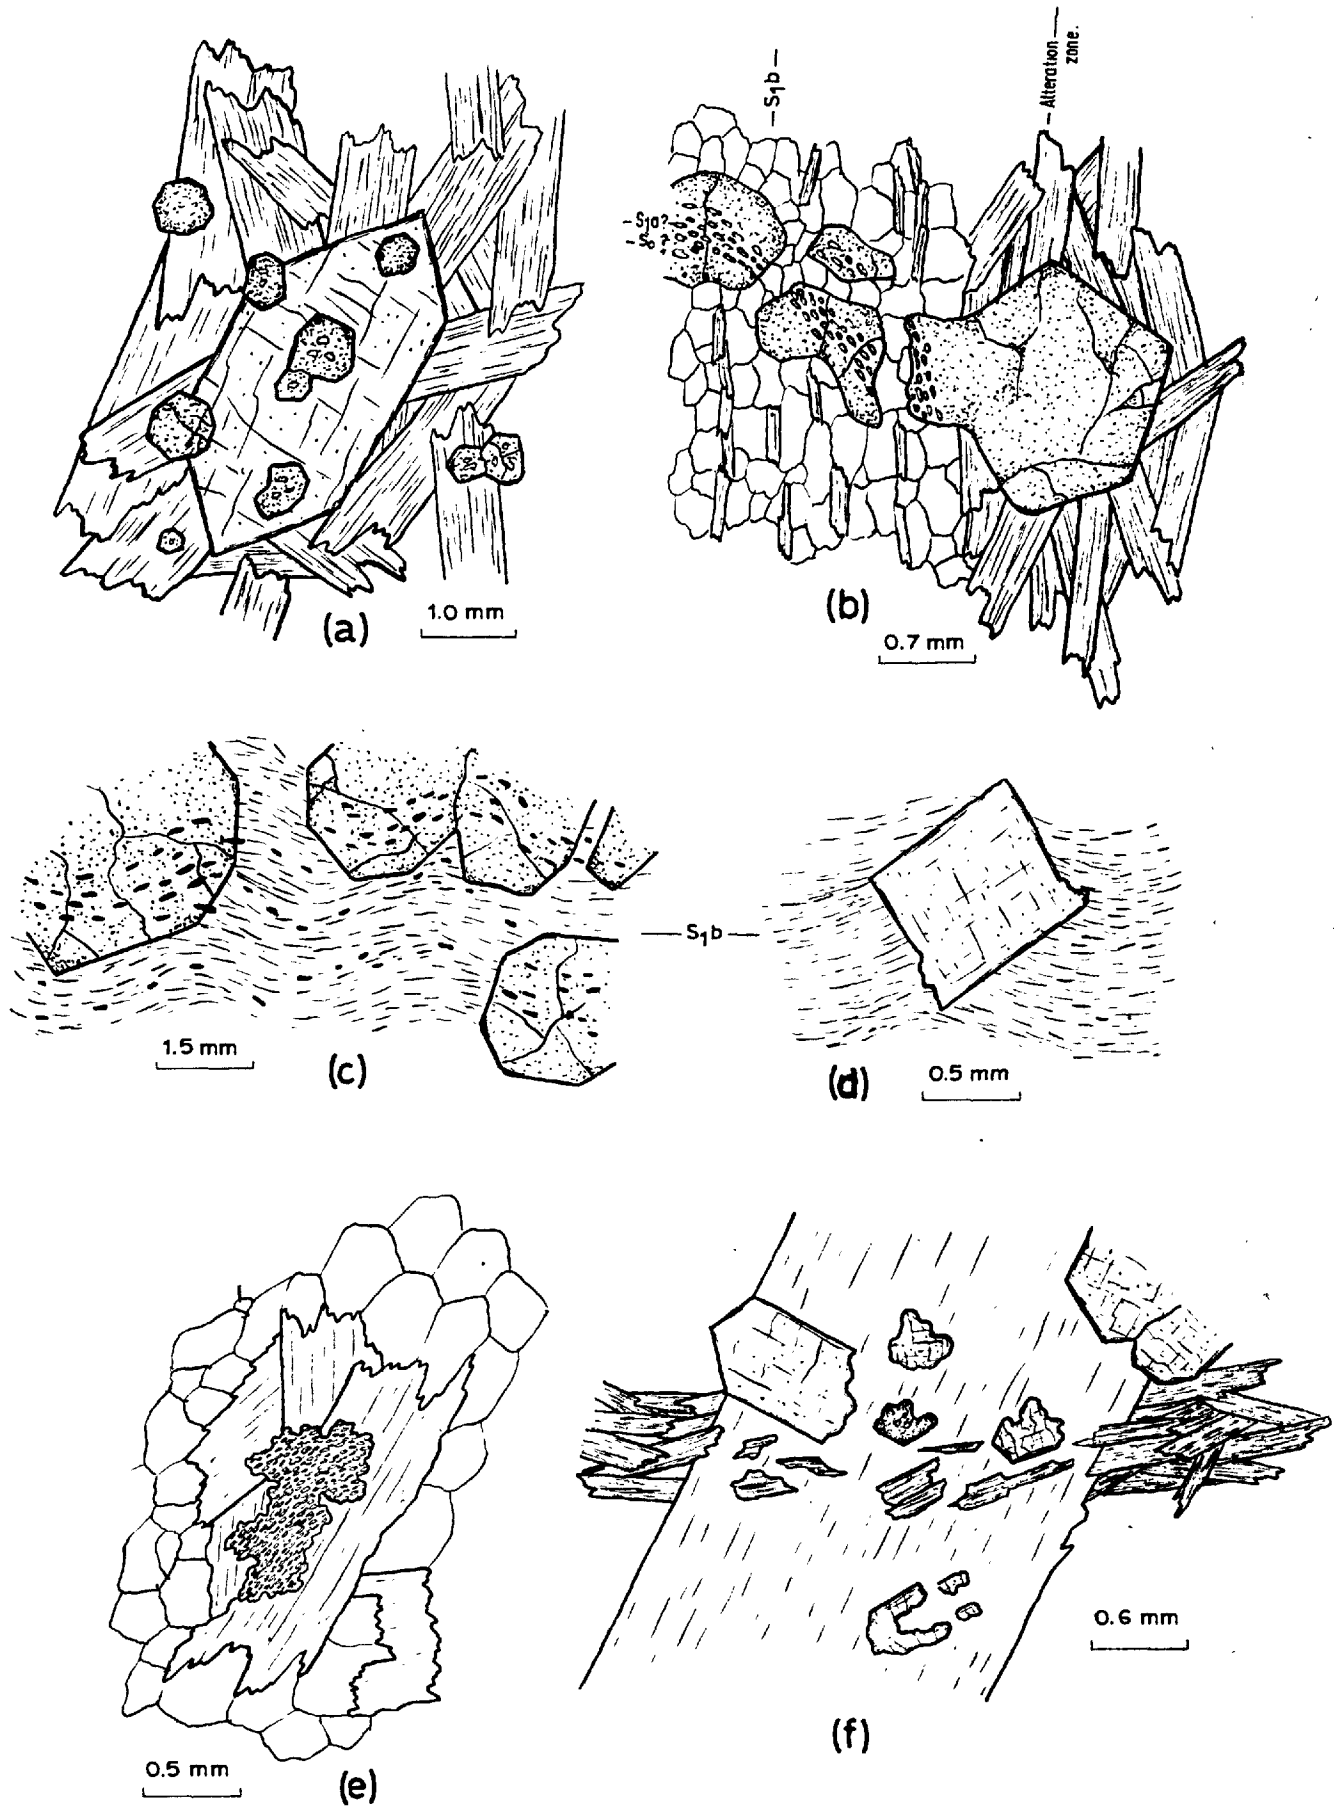 — S₁b —
— Alteration —
zone.
– S₁a?
– S₀?
(a)
1.0 mm
(b)
0.7 mm
— S₁b —
1.5 mm
(c)
(d)
0.5 mm
0.5 mm
(e)
(f)
0.6 mm